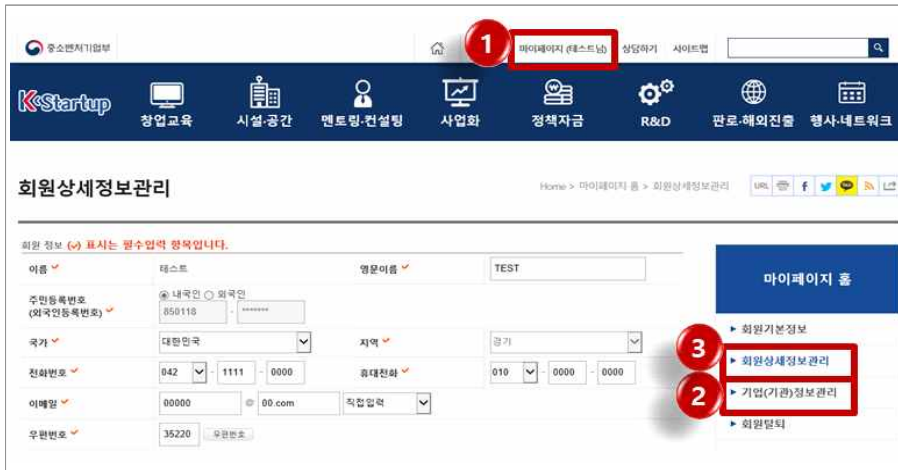 중소벤처기업부
1
마이페이지 (테스트님) 상담하기 사이트맵
K-Startup
창업교육 시설·공간 멘토링·컨설팅 사업화 정책자금 R&D 판로·해외진출 행사·네트워크
회원상세정보관리
Home > 마이페이지 홈 > 회원상세정보관리
URL
회원 정보 (✓) 표시는 필수입력 항목입니다.
이름 ✓ 테스트 영문이름 ✓ TEST
주민등록번호
(외국인등록번호) ✓
내국인 외국인
850118 - *******
국가 ✓ 대한민국 지역 ✓ 경기
전화번호 ✓ 042 - 1111 - 0000 휴대전화 ✓ 010 - 0000 - 0000
이메일 ✓ 00000 @ 00.com 직접입력
우편번호 ✓ 35220 우편번호
마이페이지 홈
회원기본정보
3
회원상세정보관리
2
기업(기관)정보관리
회원탈퇴